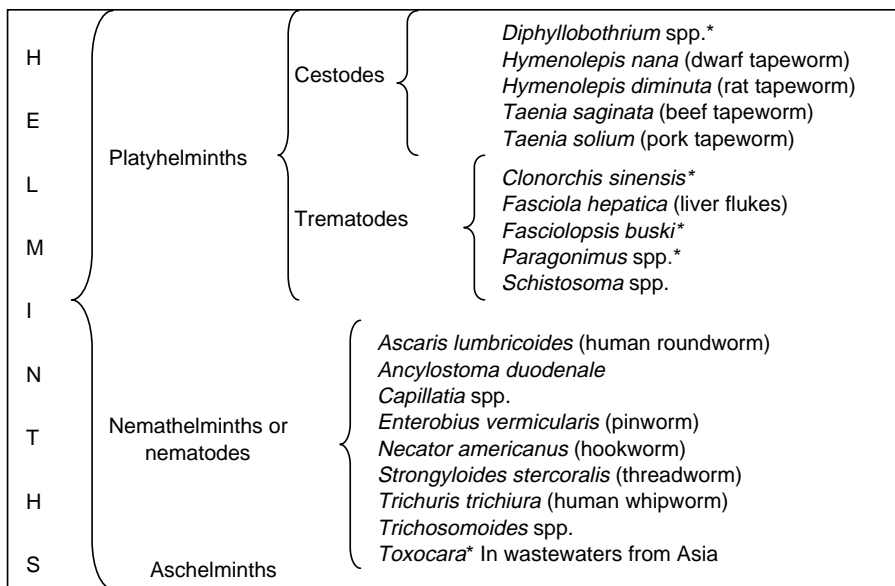 HELMINTHS
Platyhelminths
Cestodes
Diphyllobothrium spp.*
Hymenolepis nana (dwarf tapeworm)
Hymenolepis diminuta (rat tapeworm)
Taenia saginata (beef tapeworm)
Taenia solium (pork tapeworm)
Trematodes
Clonorchis sinensis*
Fasciola hepatica (liver flukes)
Fasciolopsis buski*
Paragonimus spp.*
Schistosoma spp.
Nemathelminths or
nematodes
Ascaris lumbricoides (human roundworm)
Ancylostoma duodenale
Capillatia spp.
Enterobius vermicularis (pinworm)
Necator americanus (hookworm)
Strongyloides stercoralis (threadworm)
Trichuris trichiura (human whipworm)
Trichosomoides spp.
Toxocara* In wastewaters from Asia
Aschelminths